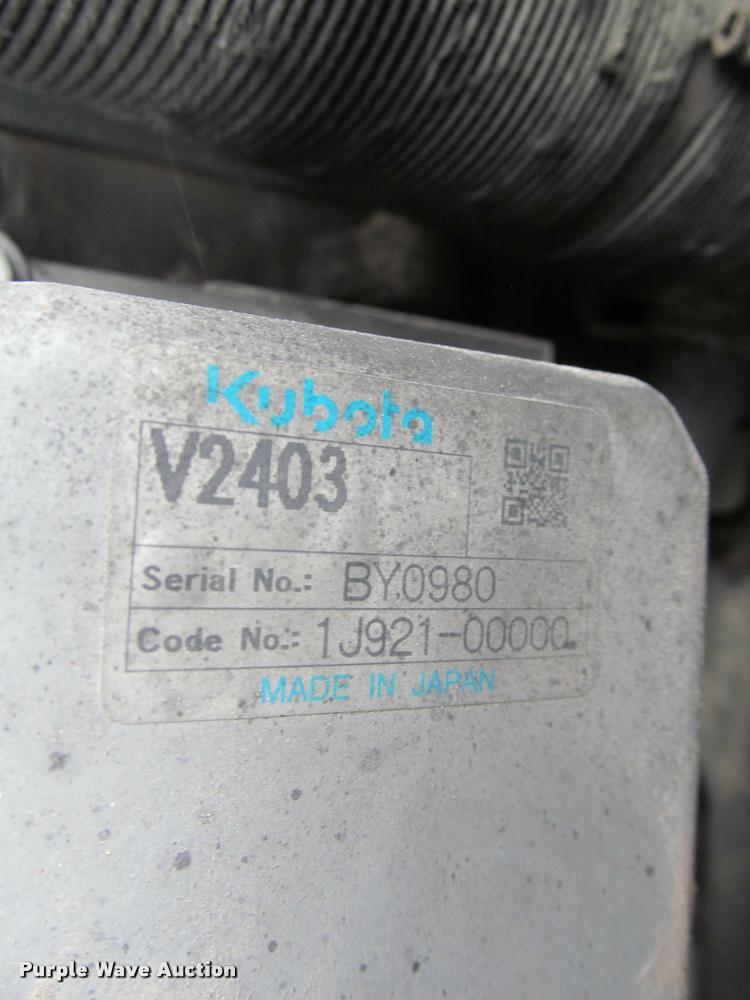 Kubota
V2403
Serial No.: BY0980
Code No.: 1J921-00000
MADE IN JAPAN
Purple Wave Auction